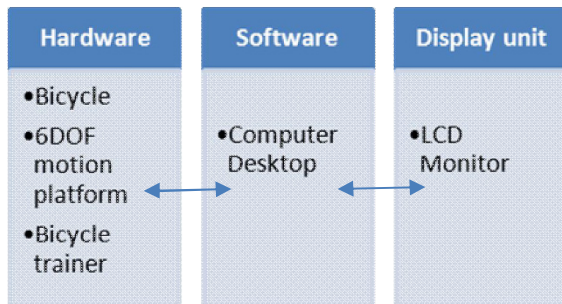 Hardware
•Bicycle
•6DOF
motion
platform
•Bicycle
trainer
Software
•Computer
Desktop
Display unit
•LCD
Monitor